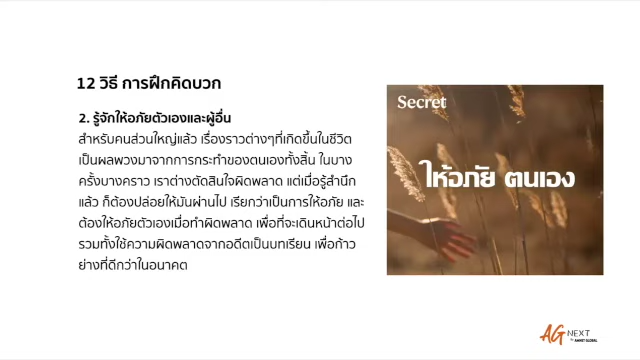 12 วิธี การฝึกคิดบวก
2. รู้จักให้อภัยตัวเองและผู้อื่น
สำหรับคนส่วนใหญ่แล้ว เรื่องราวต่างๆที่เกิดขึ้นในชีวิต
เป็นผลพวงมาจากการกระทำของตนเองทั้งสิ้น ในบาง
ครั้งบางคราว เราต่างตัดสินใจผิดพลาด แต่เมื่อรู้สำนึก
แล้ว ก็ต้องปล่อยให้มันผ่านไป เรียกว่าเป็นการให้อภัย และ
ต้องให้อภัยตัวเองเมื่อทำผิดพลาด เพื่อที่จะเดินหน้าต่อไป
รวมทั้งใช้ความผิดพลาดจากอดีตเป็นบทเรียน เพื่อก้าว
ย่างที่ดีกว่าในอนาคต
Secret
ให้อภัย ตนเอง
AG NEXT
by AMNET GLOBAL